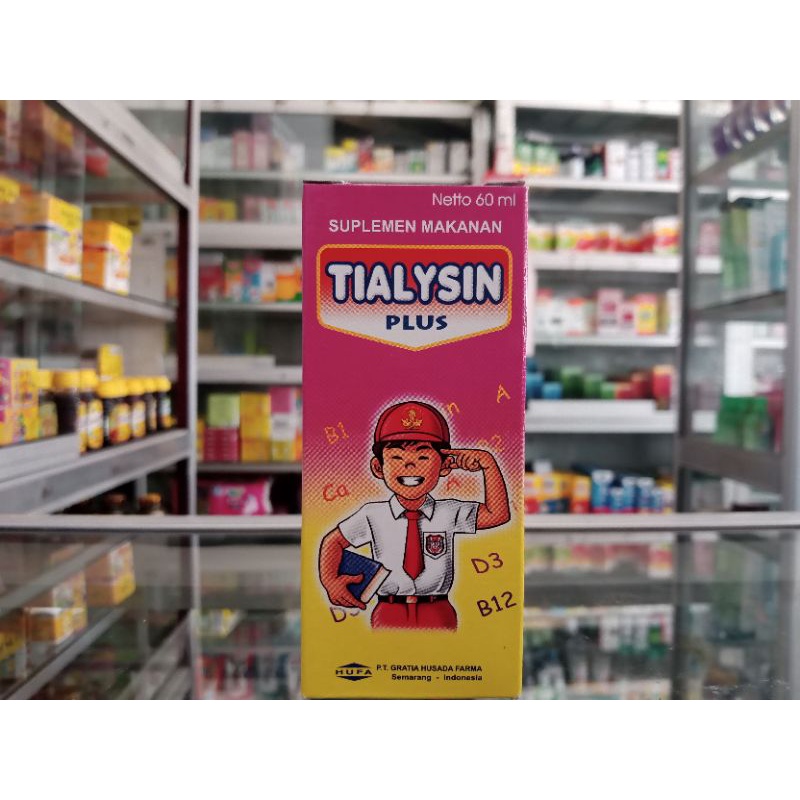 Netto 60 ml
SUPLEMEN MAKANAN
TIALYSIN
PLUS
A
B1
Ca
D3
B12
HUFA
P.T. GRATIA HUSADA FARMA
Semarang - Indonesia